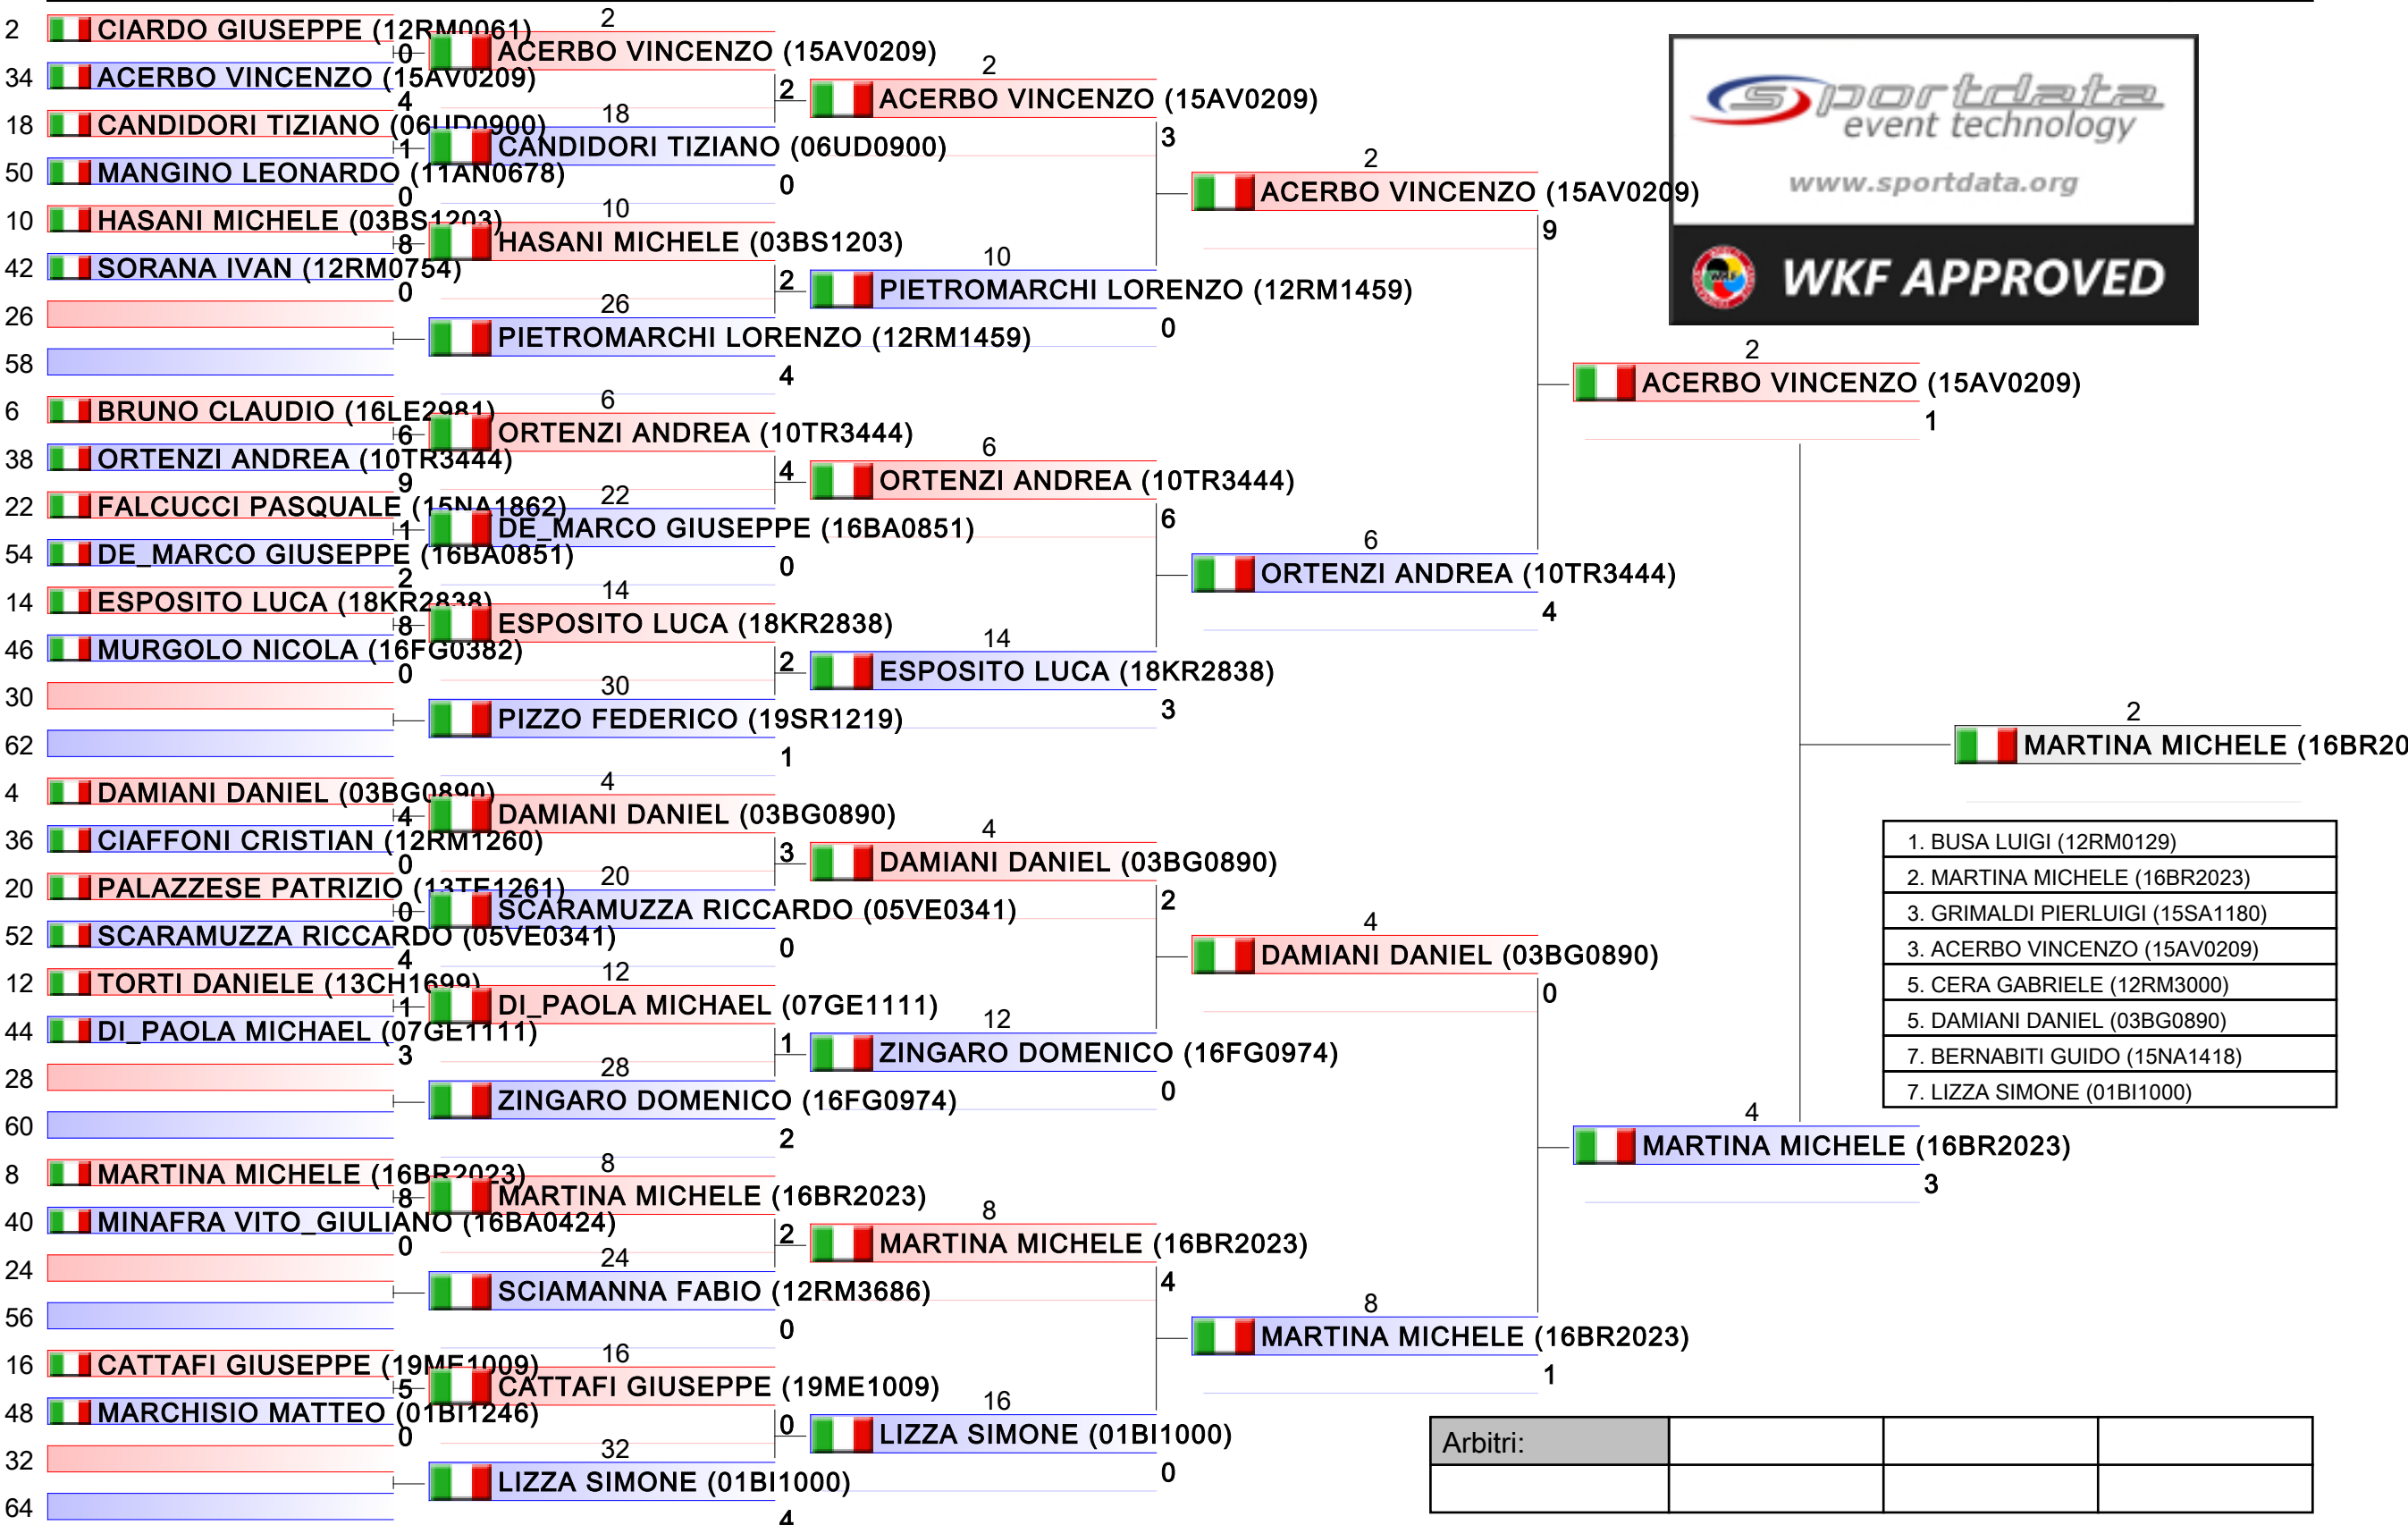 2 CIARDO GIUSEPPE (12RM0061)
0
34 ACERBO VINCENZO (15AV0209)
4
18 CANDIDORI TIZIANO (06UD0900)
1
50 MANGINO LEONARDO (11AN0678)
0
10 HASANI MICHELE (03BS1203)
8
42 SORANA IVAN (12RM0754)
0
26
58
6 BRUNO CLAUDIO (16LE2981)
6
38 ORTENZI ANDREA (10TR3444)
9
22 FALCUCCI PASQUALE (15NA1862)
1
54 DE_MARCO GIUSEPPE (16BA0851)
2
14 ESPOSITO LUCA (18KR2838)
8
46 MURGOLO NICOLA (16FG0382)
0
30
62
4 DAMIANI DANIEL (03BG0890)
4
36 CIAFFONI CRISTIAN (12RM1260)
0
20 PALAZZESE PATRIZIO (13TE1261)
0
52 SCARAMUZZA RICCARDO (05VE0341)
4
12 TORTI DANIELE (13CH1699)
1
44 DI_PAOLA MICHAEL (07GE1111)
3
28
60
8 MARTINA MICHELE (16BR2023)
8
40 MINAFRA VITO_GIULIANO (16BA0424)
0
24
56
16 CATTAFI GIUSEPPE (19ME1009)
5
48 MARCHISIO MATTEO (01BI1246)
0
32
64
2
ACERBO VINCENZO (15AV0209)
2
18
CANDIDORI TIZIANO (06UD0900)
0
10
HASANI MICHELE (03BS1203)
2
26
PIETROMARCHI LORENZO (12RM1459)
4
6
ORTENZI ANDREA (10TR3444)
4
22
DE_MARCO GIUSEPPE (16BA0851)
0
14
ESPOSITO LUCA (18KR2838)
2
30
PIZZO FEDERICO (19SR1219)
1
4
DAMIANI DANIEL (03BG0890)
3
20
SCARAMUZZA RICCARDO (05VE0341)
0
12
DI_PAOLA MICHAEL (07GE1111)
1
28
ZINGARO DOMENICO (16FG0974)
2
8
MARTINA MICHELE (16BR2023)
2
24
SCIAMANNA FABIO (12RM3686)
0
16
CATTAFI GIUSEPPE (19ME1009)
0
32
LIZZA SIMONE (01BI1000)
4
2
ACERBO VINCENZO (15AV0209)
3
10
PIETROMARCHI LORENZO (12RM1459)
0
6
ORTENZI ANDREA (10TR3444)
6
14
ESPOSITO LUCA (18KR2838)
3
4
DAMIANI DANIEL (03BG0890)
2
12
ZINGARO DOMENICO (16FG0974)
0
8
MARTINA MICHELE (16BR2023)
4
16
LIZZA SIMONE (01BI1000)
0
2
ACERBO VINCENZO (15AV0209)
9
6
ORTENZI ANDREA (10TR3444)
4
4
DAMIANI DANIEL (03BG0890)
0
8
MARTINA MICHELE (16BR2023)
1
sportdata
event technology
www.sportdata.org
WKF APPROVED
2
ACERBO VINCENZO (15AV0209)
1
4
MARTINA MICHELE (16BR2023)
3
2
MARTINA MICHELE (16BR20
1. BUSA LUIGI (12RM0129)
2. MARTINA MICHELE (16BR2023)
3. GRIMALDI PIERLUIGI (15SA1180)
3. ACERBO VINCENZO (15AV0209)
5. CERA GABRIELE (12RM3000)
5. DAMIANI DANIEL (03BG0890)
7. BERNABITI GUIDO (15NA1418)
7. LIZZA SIMONE (01BI1000)
Arbitri: